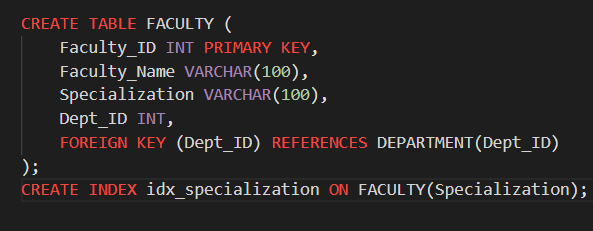 CREATE TABLE FACULTY (
    Faculty_ID INT PRIMARY KEY,
    Faculty_Name VARCHAR(100),
    Specialization VARCHAR(100),
    Dept_ID INT,
    FOREIGN KEY (Dept_ID) REFERENCES DEPARTMENT(Dept_ID)
);
CREATE INDEX idx_specialization ON FACULTY(Specialization);